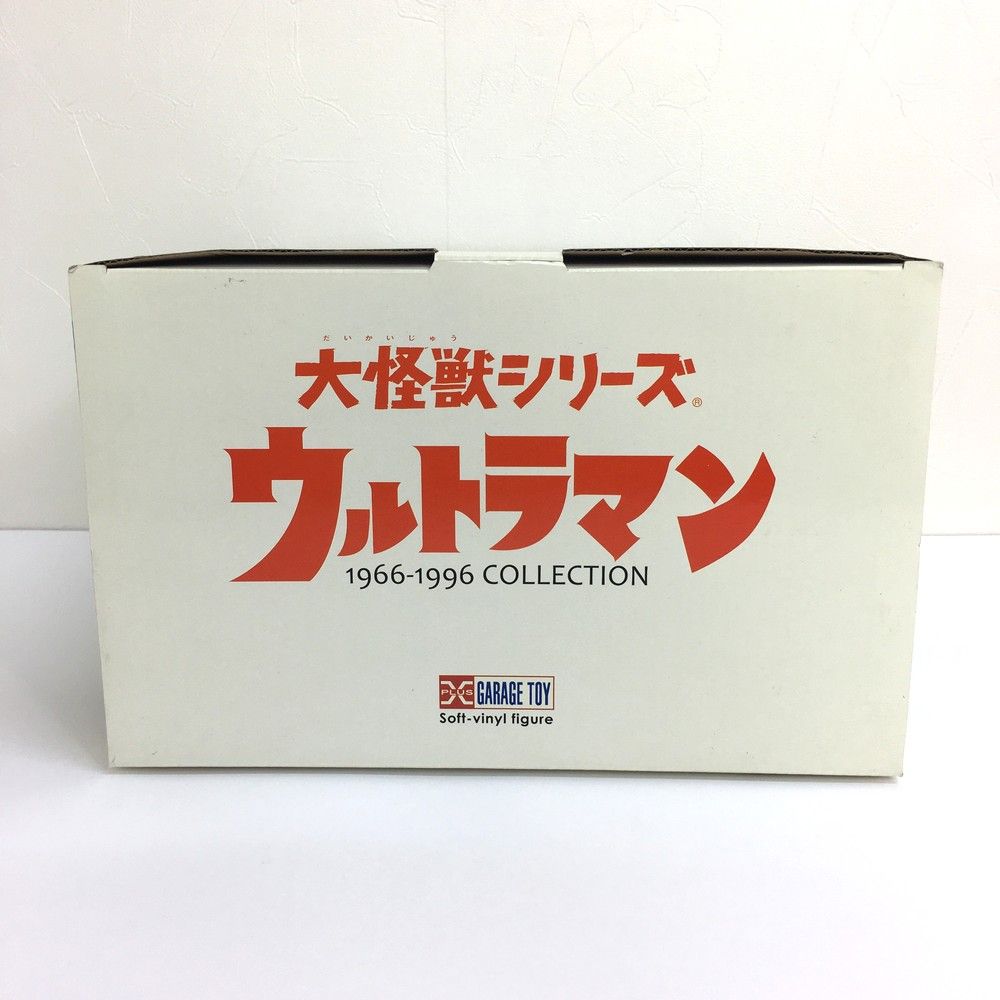 だいかいじゅう
大怪獣シリーズ®
ウルトラマン
1966-1996 COLLECTION
X PLUS GARAGE TOY
Soft-vinyl figure